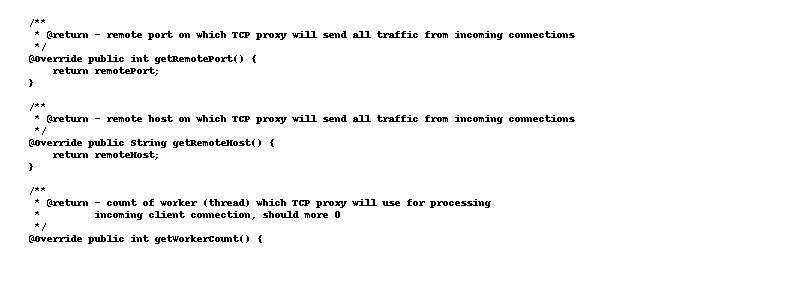 /**
 * @return - remote port on which TCP proxy will send all traffic from incoming connections
 */
@Override public int getRemotePort() {
    return remotePort;
}
/**
 * @return - remote host on which TCP proxy will send all traffic from incoming connections
 */
@Override public String getRemoteHost() {
    return remoteHost;
}
/**
 * @return - count of worker (thread) which TCP proxy will use for processing
 *         incoming client connection, should more 0
 */
@Override public int getWorkerCount() {